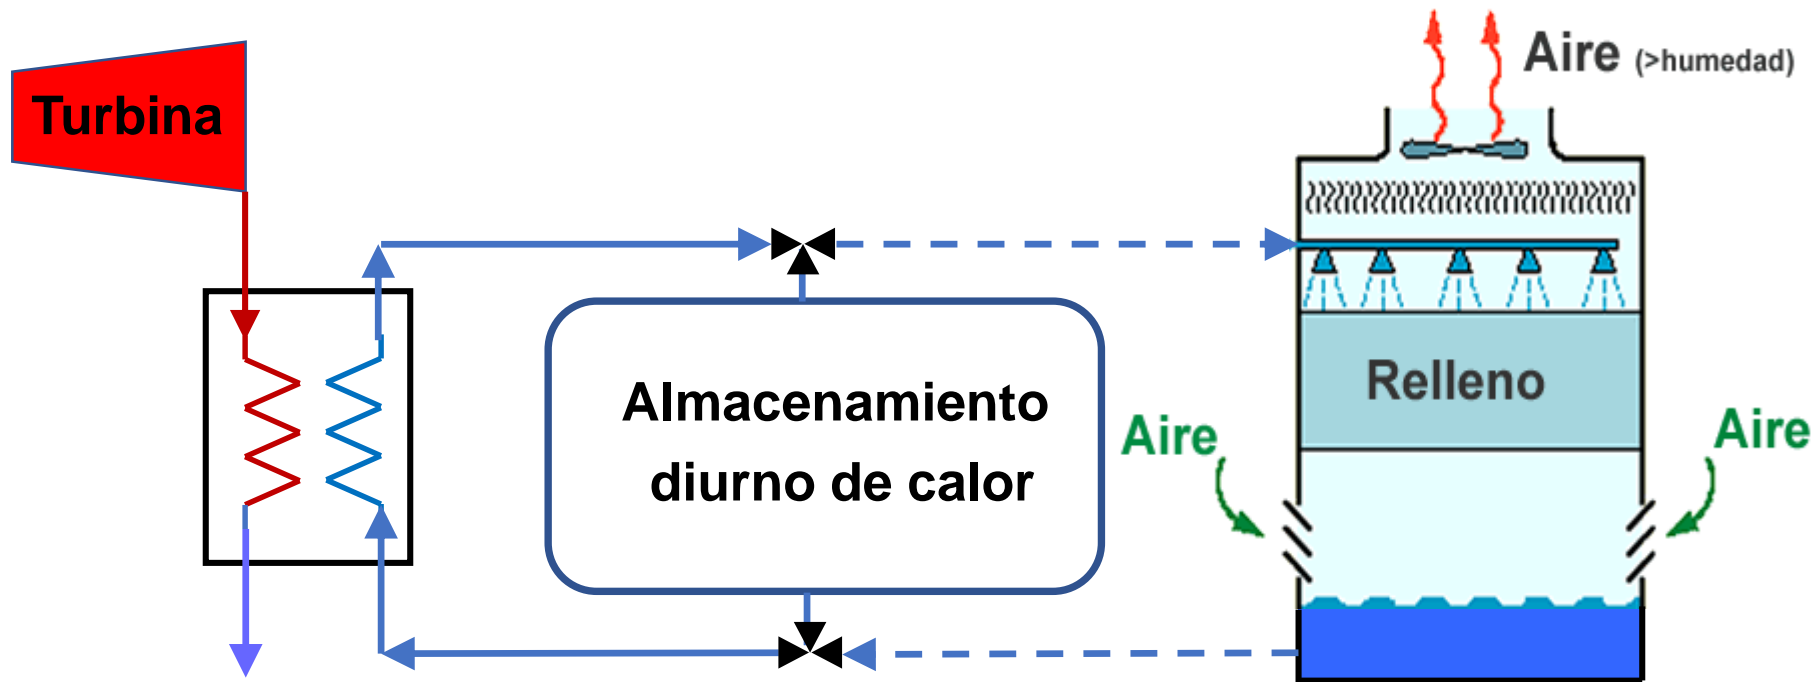 Turbina
Aire (>humedad)
Almacenamiento
diurno de calor
Relleno
Aire
Aire